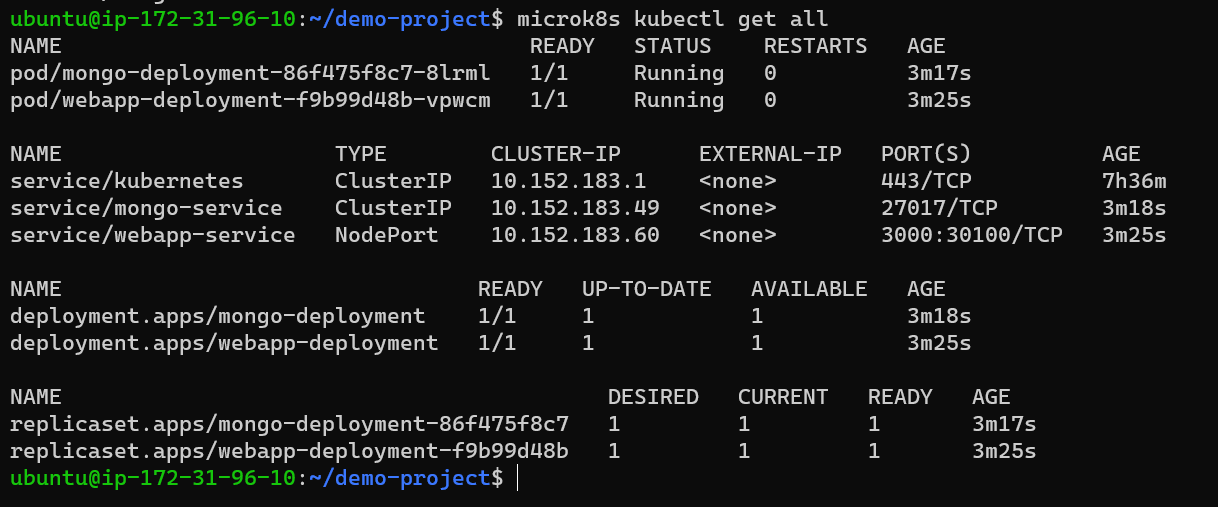 ubuntu@ip-172-31-96-10:~/demo-project$ microk8s kubectl get all
NAME READY STATUS RESTARTS AGE
pod/mongo-deployment-86f475f8c7-8lrml 1/1 Running 0 3m17s
pod/webapp-deployment-f9b99d48b-vpwcm 1/1 Running 0 3m25s
NAME TYPE CLUSTER-IP EXTERNAL-IP PORT(S) AGE
service/kubernetes ClusterIP 10.152.183.1 <none> 443/TCP 7h36m
service/mongo-service ClusterIP 10.152.183.49 <none> 27017/TCP 3m18s
service/webapp-service NodePort 10.152.183.60 <none> 3000:30100/TCP 3m25s
NAME READY UP-TO-DATE AVAILABLE AGE
deployment.apps/mongo-deployment 1/1 1 1 3m18s
deployment.apps/webapp-deployment 1/1 1 1 3m25s
NAME DESIRED CURRENT READY AGE
replicaset.apps/mongo-deployment-86f475f8c7 1 1 1 3m17s
replicaset.apps/webapp-deployment-f9b99d48b 1 1 1 3m25s
ubuntu@ip-172-31-96-10:~/demo-project$